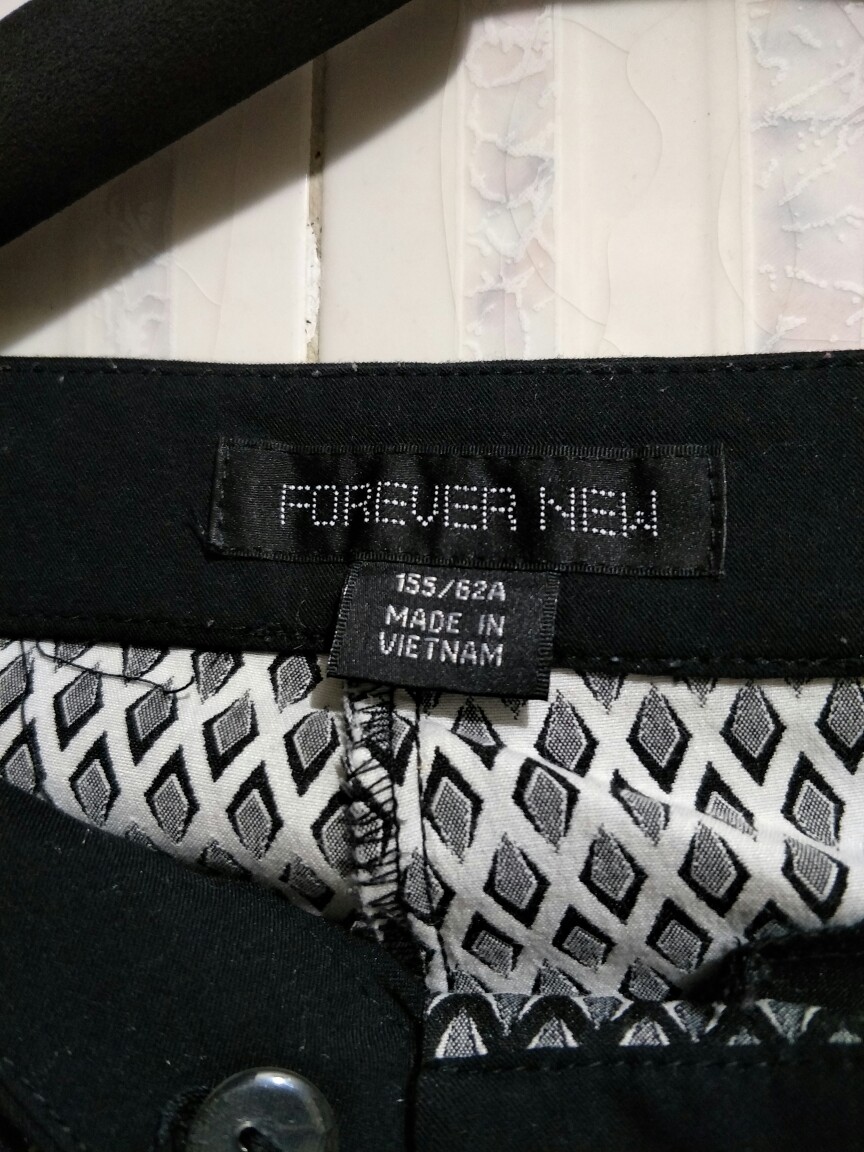 FOREVER NEW
155/62A
MADE IN
VIETNAM